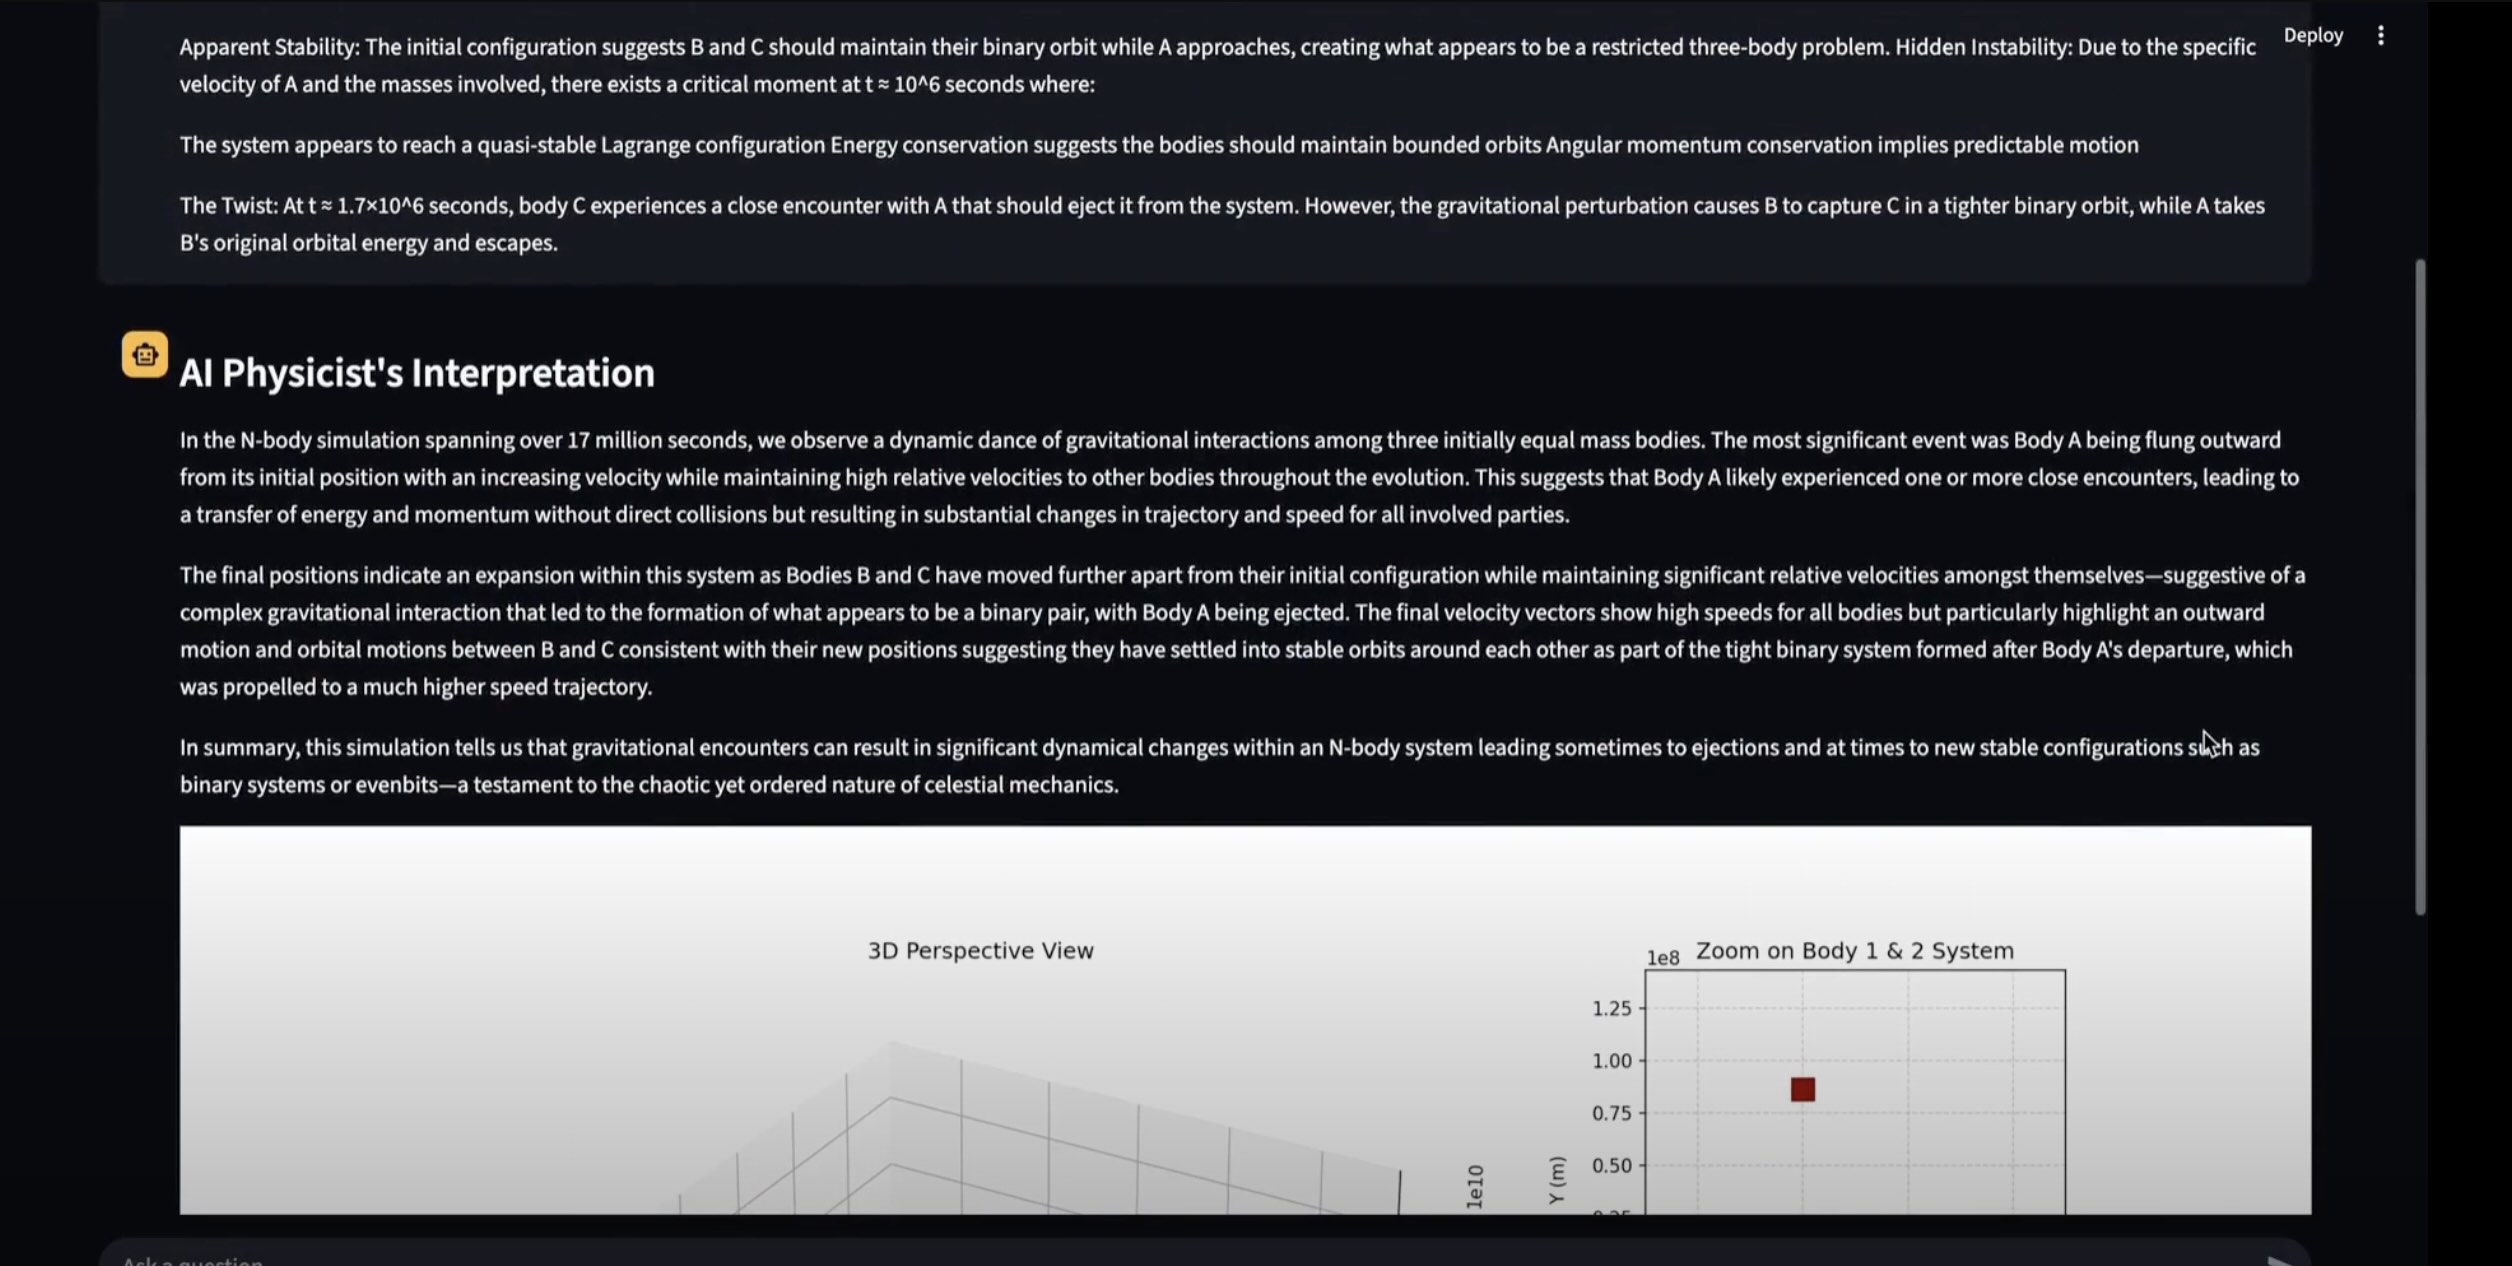 Deploy
Apparent Stability: The initial configuration suggests B and C should maintain their binary orbit while A approaches, creating what appears to be a restricted three-body problem. Hidden Instability: Due to the specific
velocity of A and the masses involved, there exists a critical moment at t ≈ 10^6 seconds where:
The system appears to reach a quasi-stable Lagrange configuration Energy conservation suggests the bodies should maintain bounded orbits Angular momentum conservation implies predictable motion
The Twist: At t ≈ 1.7×10^6 seconds, body C experiences a close encounter with A that should eject it from the system. However, the gravitational perturbation causes B to capture C in a tighter binary orbit, while A takes
B's original orbital energy and escapes.
AI Physicist's Interpretation
In the N-body simulation spanning over 17 million seconds, we observe a dynamic dance of gravitational interactions among three initially equal mass bodies. The most significant event was Body A being flung outward
from its initial position with an increasing velocity while maintaining high relative velocities to other bodies throughout the evolution. This suggests that Body A likely experienced one or more close encounters, leading to
a transfer of energy and momentum without direct collisions but resulting in substantial changes in trajectory and speed for all involved parties.
The final positions indicate an expansion within this system as Bodies B and C have moved further apart from their initial configuration while maintaining significant relative velocities amongst themselves—suggestive of a
complex gravitational interaction that led to the formation of what appears to be a binary pair, with Body A being ejected. The final velocity vectors show high speeds for all bodies but particularly highlight an outward
motion and orbital motions between B and C consistent with their new positions suggesting they have settled into stable orbits around each other as part of the tight binary system formed after Body A's departure, which
was propelled to a much higher speed trajectory.
In summary, this simulation tells us that gravitational encounters can result in significant dynamical changes within an N-body system leading sometimes to ejections and at times to new stable configurations such as
binary systems or evenbits—a testament to the chaotic yet ordered nature of celestial mechanics.
3D Perspective View
1e10
1e8 Zoom on Body 1 & 2 System
1.25
1.00
0.75
0.50
Y (m)
Ask a question